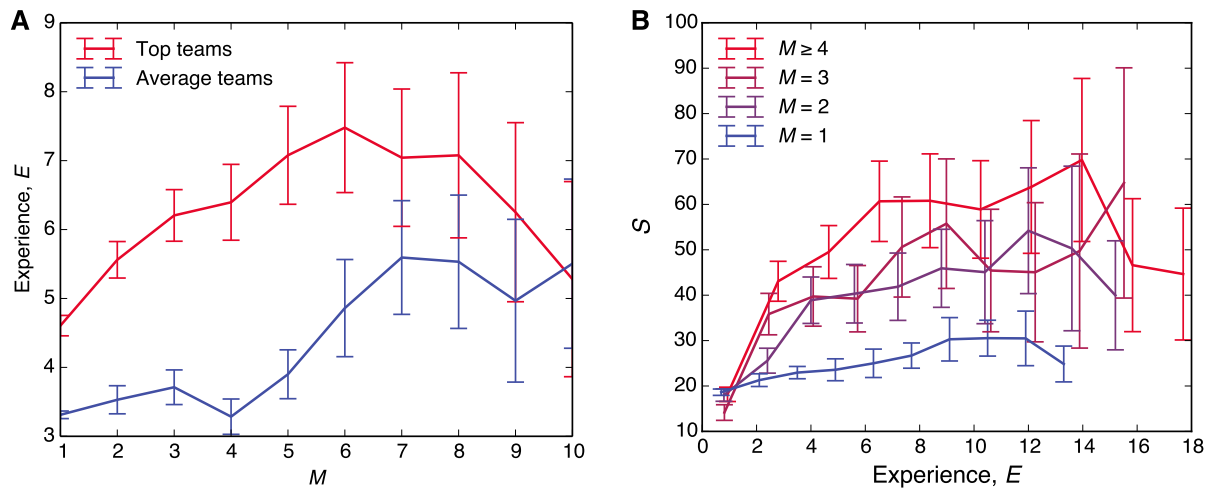 A
9
8
7
6
5
4
3
Experience, E
Top teams
Average teams
1 2 3 4 5 6 7 8 9 10
M
B
100
90
80
70
60
50
40
30
20
10
S
M ≥ 4
M = 3
M = 2
M = 1
0 2 4 6 8 10 12 14 16 18
Experience, E